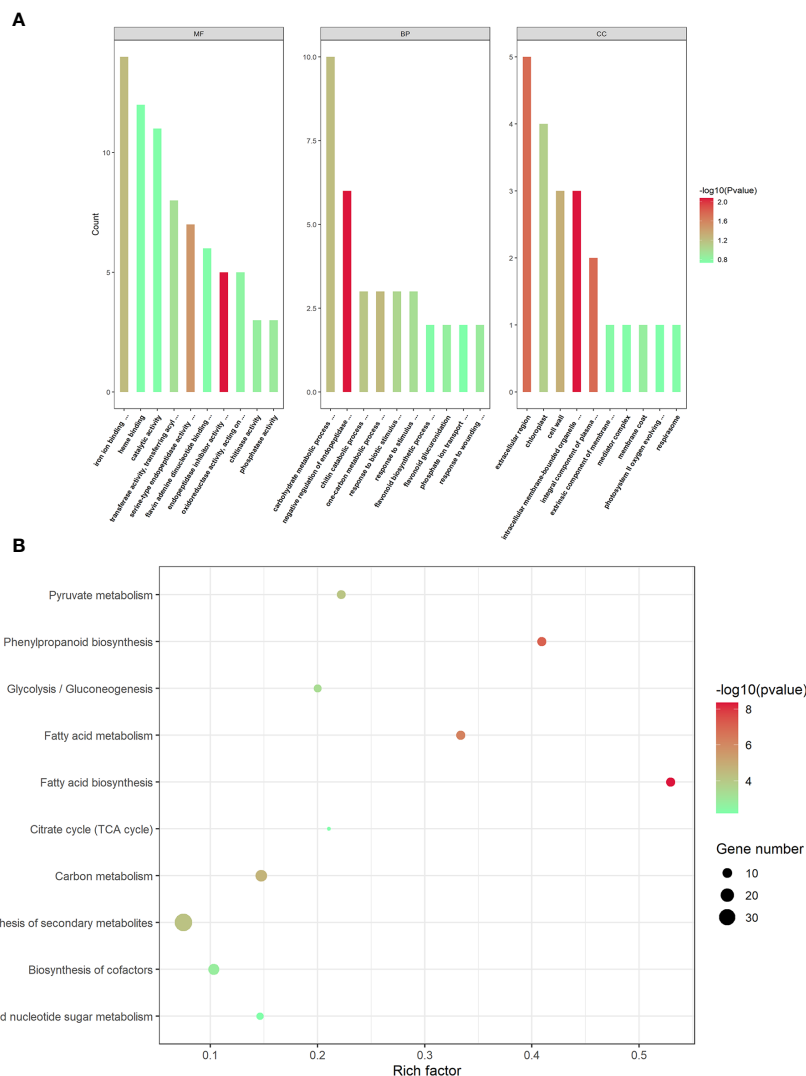 A
MF
BP
CC
Count
10
5
0
10.0
7.5
5.0
2.5
0.0
5
4
3
2
1
0
-log10(Pvalue)
2.0
1.6
1.2
0.8
iron ion binding ...
heme binding
catalytic activity
transferase activity, transferring acyl ...
serine-type endopeptidase activity ...
flavin adenine dinucleotide binding ...
endopeptidase inhibitor activity ...
oxidoreductase activity, acting on ...
chitinase activity
phosphatase activity
carbohydrate metabolic process ...
negative regulation of endopeptidase ...
chitin catabolic process ...
one-carbon metabolic process ...
response to biotic stimulus ...
response to stimulus ...
flavonoid biosynthetic process ...
flavonoid glucuronidation
phosphate ion transport ...
response to wounding ...
extracellular region
chloroplast
cell wall
intracellular membrane-bounded organelle ...
integral component of plasma ...
extrinsic component of membrane ...
mediator complex
membrane coat
photosystem II oxygen evolving ...
respirasome
B
Pyruvate metabolism
Phenylpropanoid biosynthesis
Glycolysis / Gluconeogenesis
Fatty acid metabolism
Fatty acid biosynthesis
Citrate cycle (TCA cycle)
Carbon metabolism
hesis of secondary metabolites
Biosynthesis of cofactors
d nucleotide sugar metabolism
0.1
0.2
0.3
0.4
0.5
Rich factor
-log10(pvalue)
8
6
4
Gene number
10
20
30